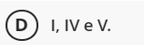 D I, IV e V.